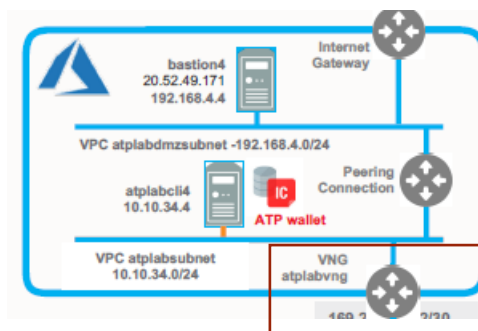 Internet
Gateway
bastion4
20.52.49.171
192.168.4.4
VPC atplabdmzsubnet -192.168.4.0/24
Peering
Connection
atplabcli4
10.10.34.4
IC
ATP wallet
VPC atplabsubnet
10.10.34.0/24
VNG
atplabvng